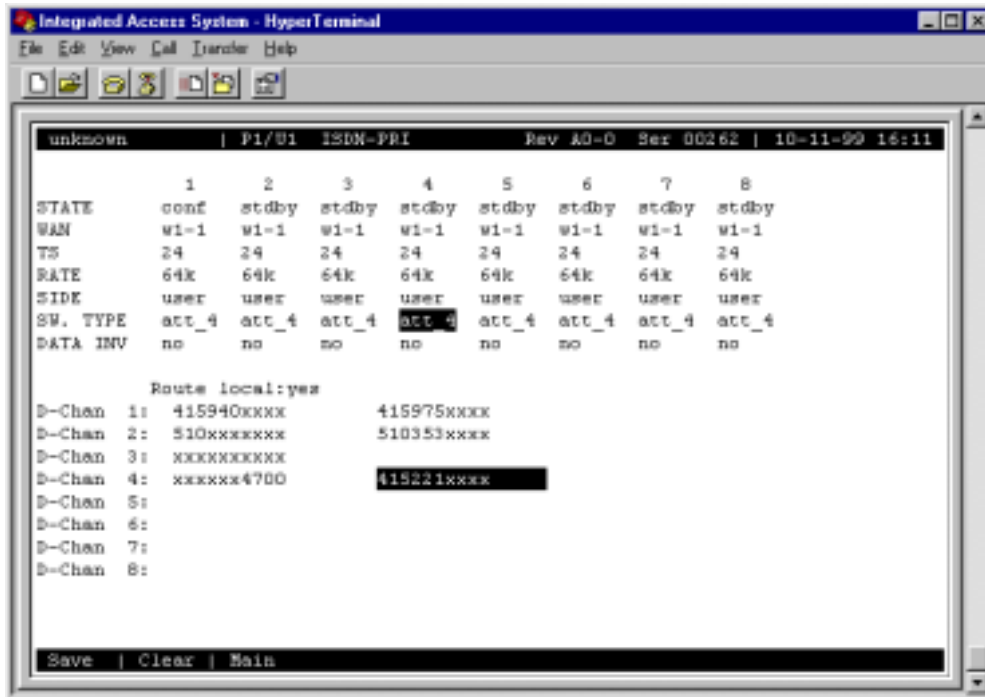 Integrated Access System - HyperTerminal
File Edit View Call Transfer Help
unknown | P1/U1 ISDN-PRI Rev A0-0 Ser 00262 | 10-11-99 16:11
1 2 3 4 5 6 7 8
STATE conf stdby stdby stdby stdby stdby stdby stdby
WAN w1-1 w1-1 w1-1 w1-1 w1-1 w1-1 w1-1 w1-1
TS 24 24 24 24 24 24 24 24
RATE 64k 64k 64k 64k 64k 64k 64k 64k
SIDE user user user user user user user user
SW. TYPE att_4 att_4 att_4 att_4 att_4 att_4 att_4 att_4
DATA INV no no no no no no no no
Route local:yes
D-Chan 1: 415940xxxx 415975xxxx
D-Chan 2: 510xxxxxxx 510353xxxx
D-Chan 3: xxxxxxxxxx
D-Chan 4: xxxxxx4700 415221xxxx
D-Chan 5:
D-Chan 6:
D-Chan 7:
D-Chan 8:
Save | Clear | Main